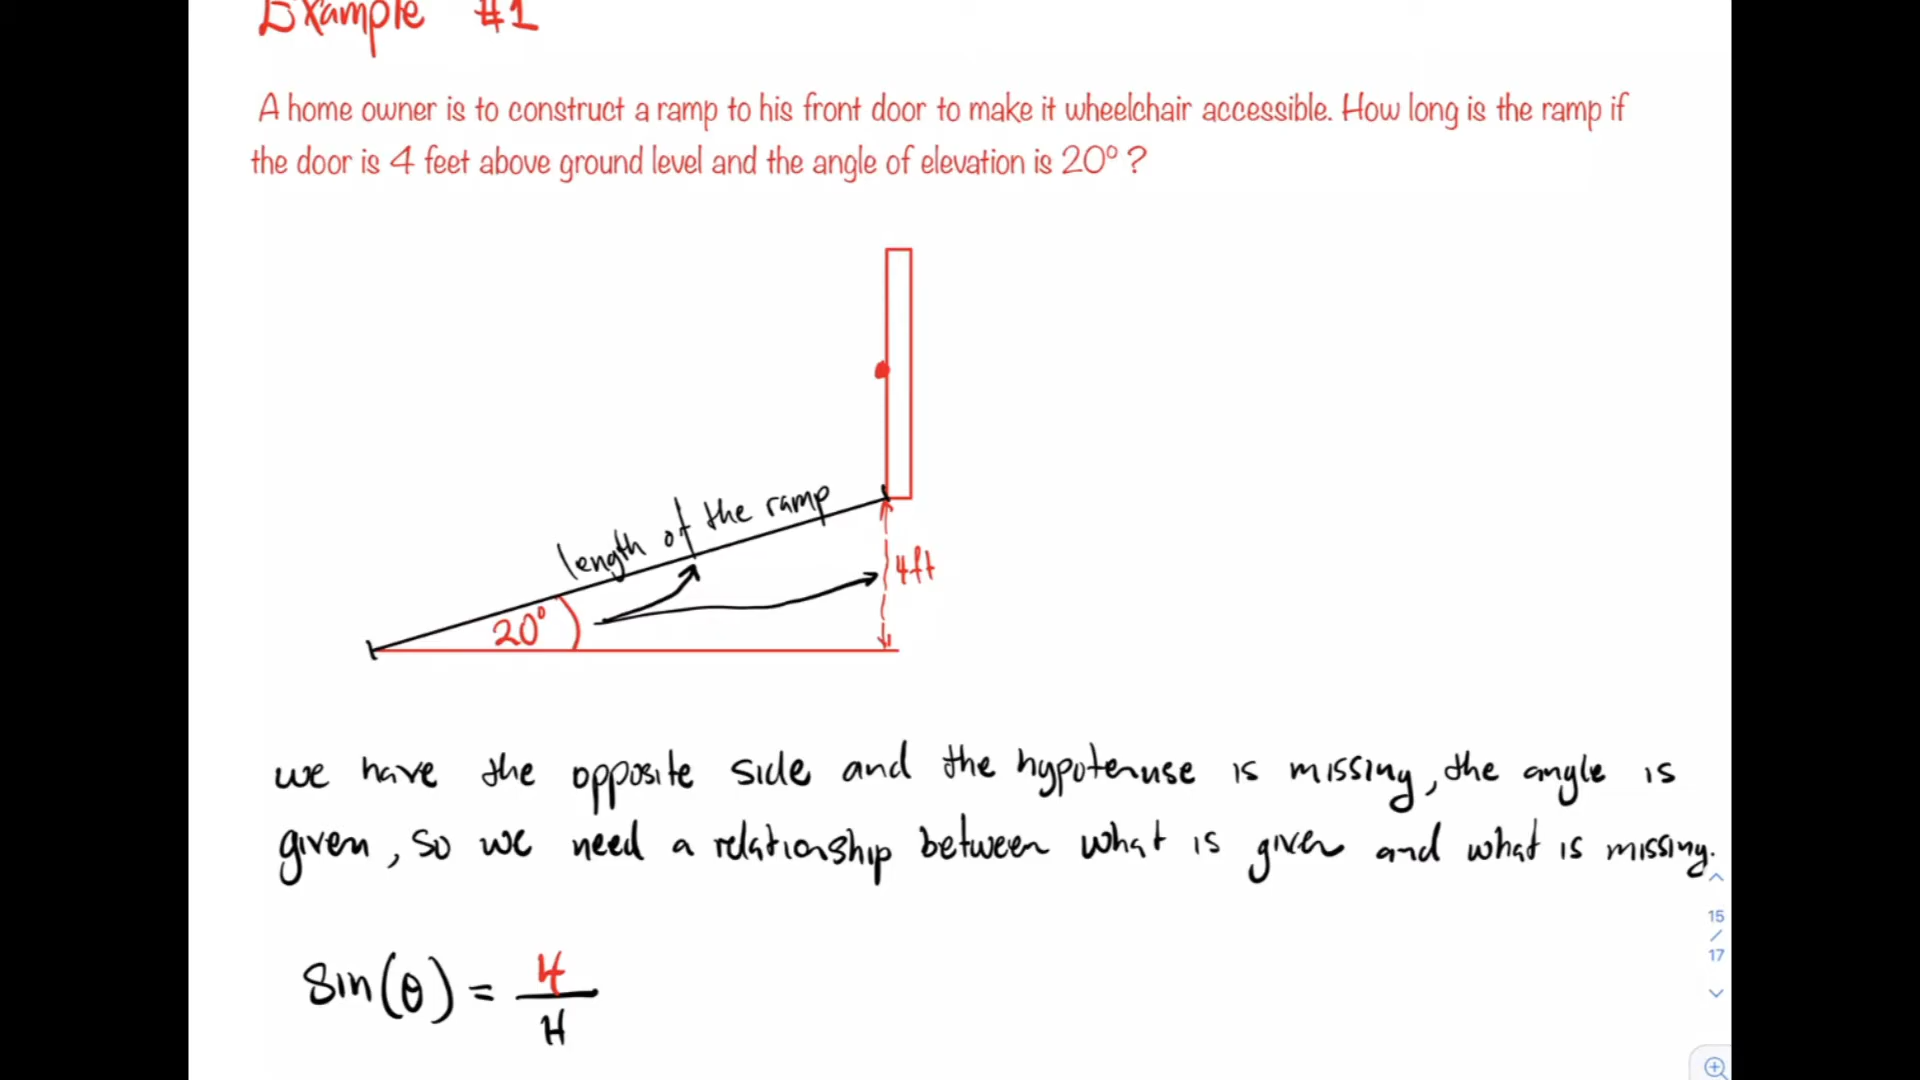 Example #1
A home owner is to construct a ramp to his front door to make it wheelchair accessible. How long is the ramp if
the door is 4 feet above ground level and the angle of elevation is 20° ?
length of the ramp
4ft
20°
we have the opposite side and the hypotenuse is missing, the angle is
given, so we need a relationship between what is given and what is missing.
15
/
17
Sin(θ) = 4/H